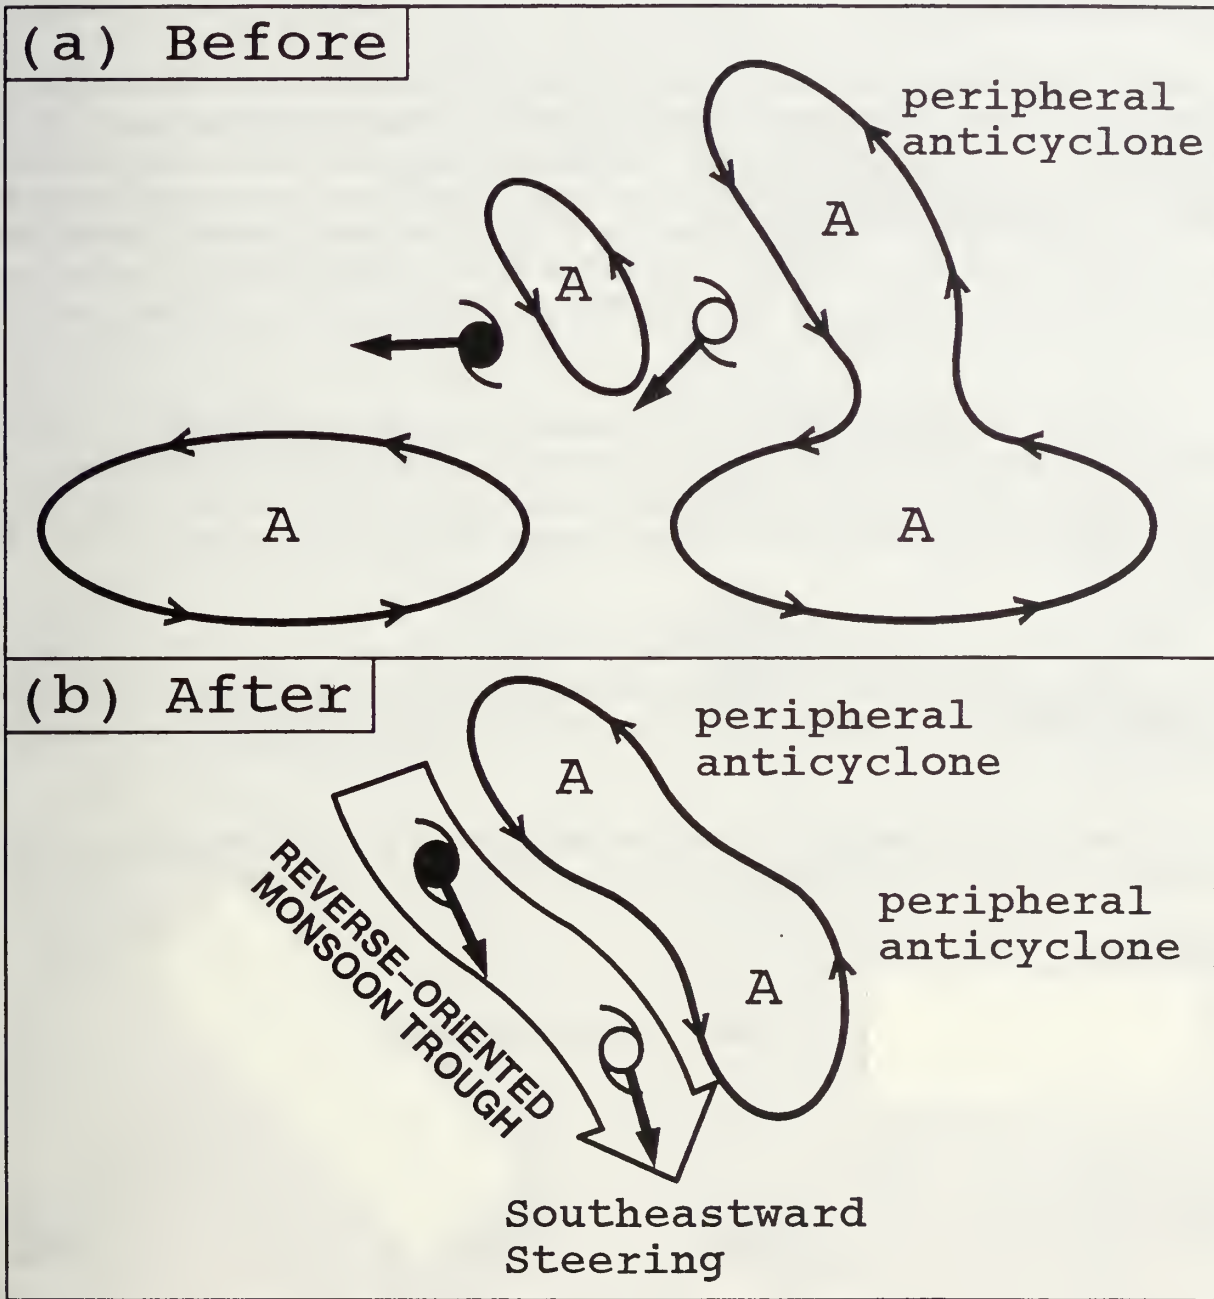 (a) Before
peripheral
anticyclone
A
A
A
A
(b) After
peripheral
anticyclone
A
peripheral
anticyclone
A
REVERSE-ORIENTED
MONSOON TROUGH
Southeastward
Steering